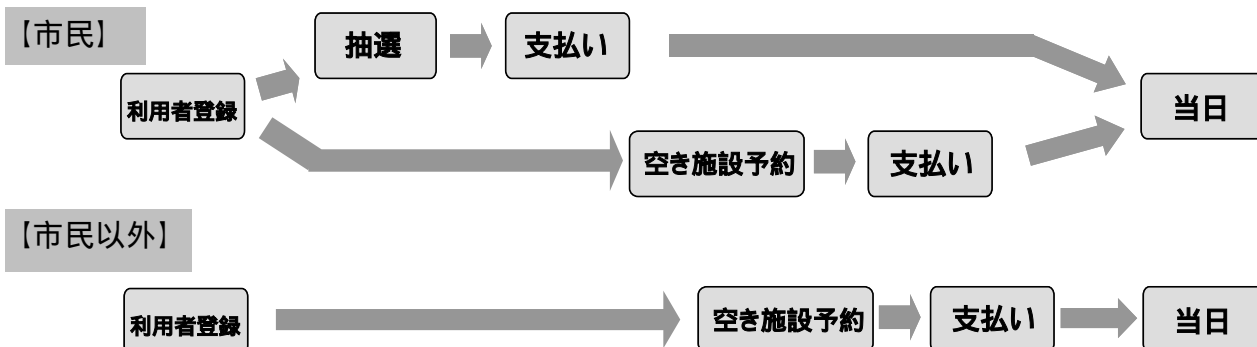 【市民】
抽選
支払い
利用者登録
当日
空き施設予約
支払い
【市民以外】
利用者登録
空き施設予約
支払い
当日